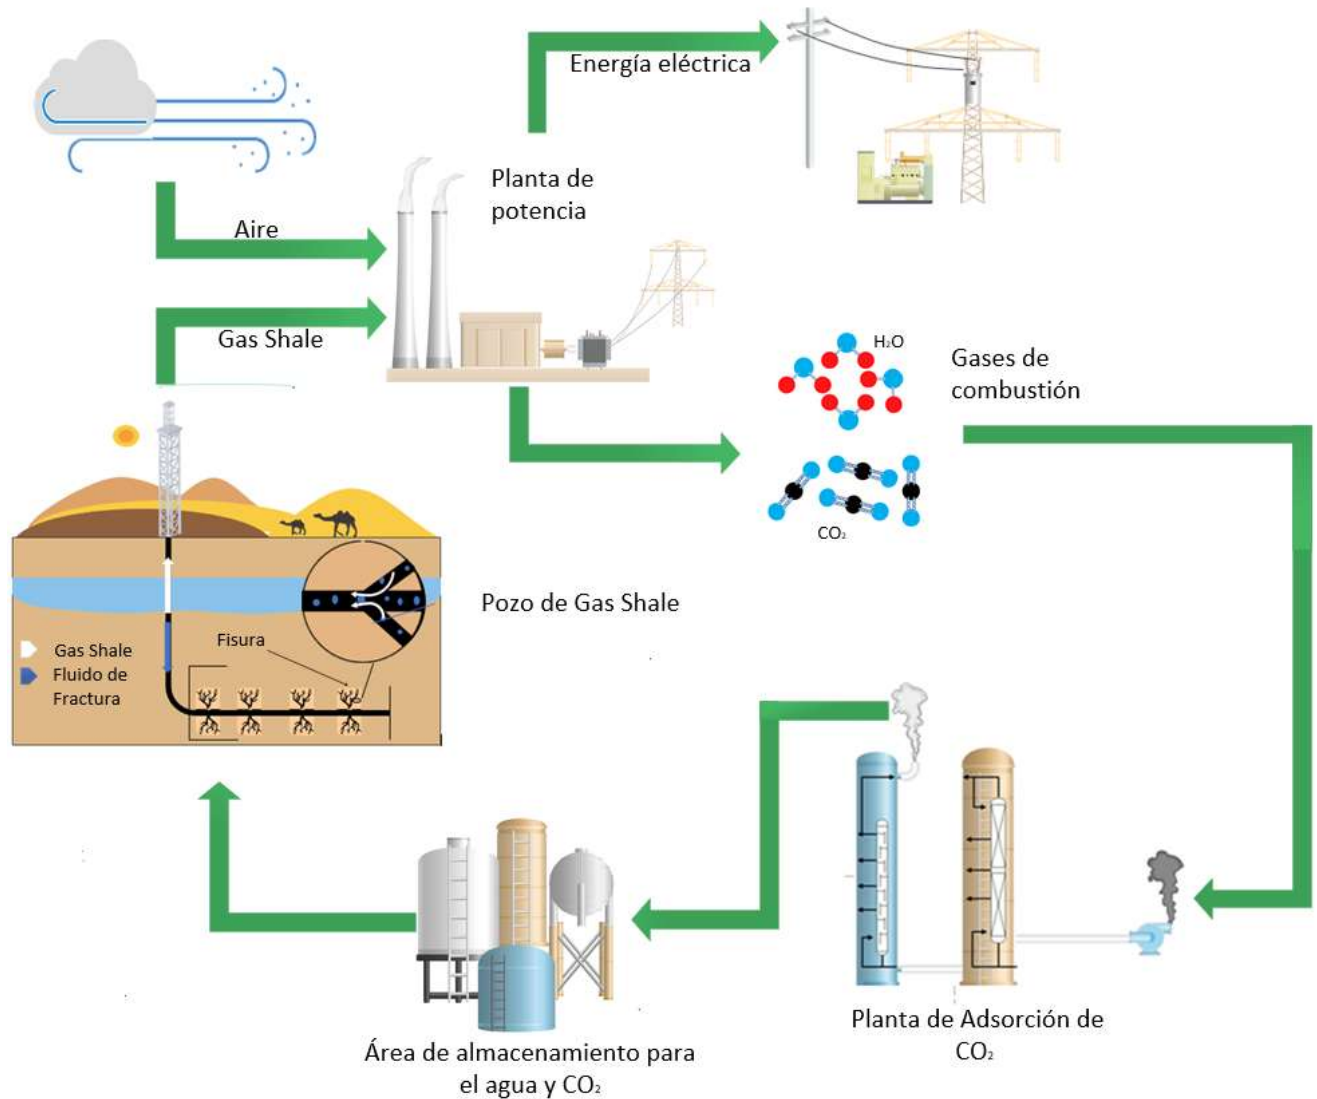 Energía eléctrica
Planta de
potencia
Aire
Gas Shale
H₂O
Gases de
combustión
CO₂
Pozo de Gas Shale
Fisura
Gas Shale
Fluido de
Fractura
Planta de Adsorción de
CO₂
Área de almacenamiento para
el agua y CO₂